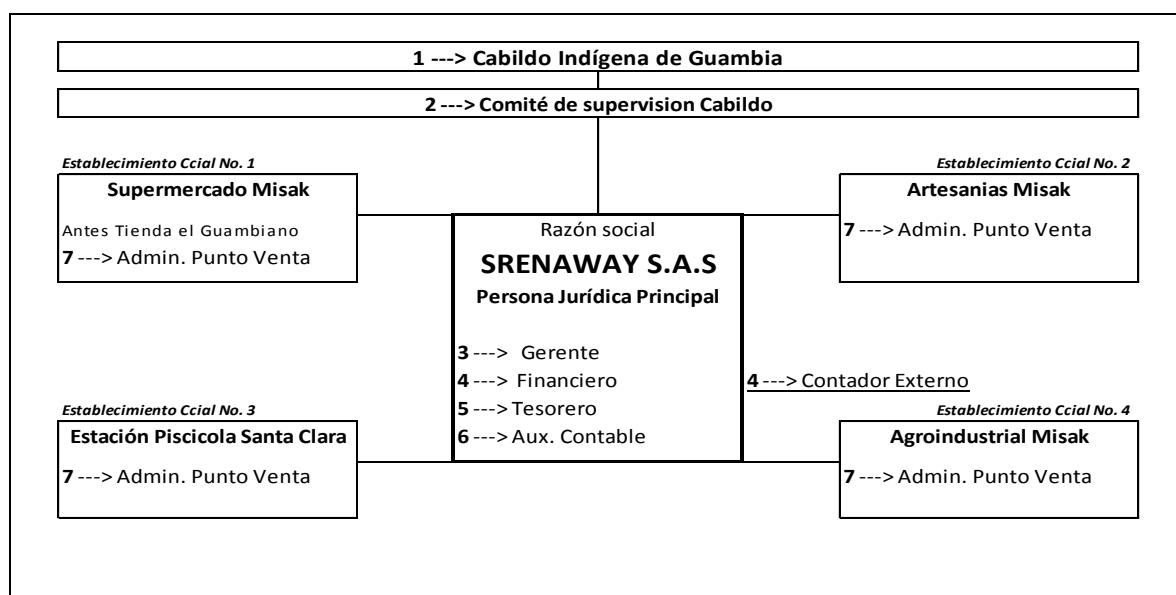 1 ---> Cabildo Indígena de Guambia
2 ---> Comité de supervision Cabildo
Establecimiento Ccial No. 1
Supermercado Misak
Antes Tienda el Guambiano
7 ---> Admin. Punto Venta
Establecimiento Ccial No. 2
Artesanias Misak
7 ---> Admin. Punto Venta
Razón social
SRENAWAY S.A.S
Persona Jurídica Principal
3 ---> Gerente
4 ---> Financiero
5 ---> Tesorero
6 ---> Aux. Contable
4 ---> Contador Externo
Establecimiento Ccial No. 3
Estación Piscicola Santa Clara
7 ---> Admin. Punto Venta
Establecimiento Ccial No. 4
Agroindustrial Misak
7 ---> Admin. Punto Venta